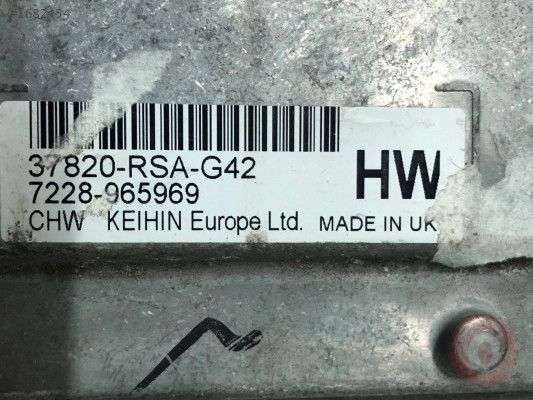 37820-RSA-G42
7228-965969
HW
CHW KEIHIN Europe Ltd. MADE IN UK